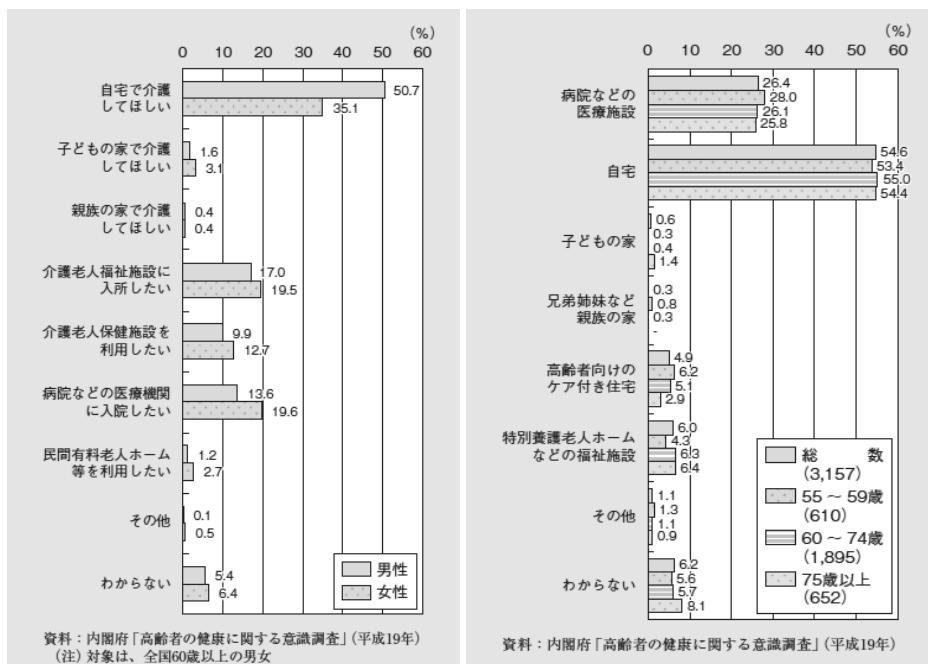 (%)
0 10 20 30 40 50 60
自宅で介護
してほしい
50.7
35.1
子どもの家で介護
してほしい
1.6
3.1
親族の家で介護
してほしい
0.4
0.4
介護老人福祉施設に
入所したい
17.0
19.5
介護老人保健施設を
利用したい
9.9
12.7
病院などの医療機関
に入院したい
13.6
19.6
民間有料老人ホーム
等を利用したい
1.2
2.7
その他
0.1
0.5
わからない
5.4
6.4
男性
女性
資料:内閣府「高齢者の健康に関する意識調査」(平成19年)
(注)対象は、全国60歳以上の男女
(%)
0 10 20 30 40 50 60
病院などの
医療施設
26.4
28.0
26.1
25.8
自宅
54.6
53.4
55.0
54.4
子どもの家
0.6
0.3
0.4
1.4
兄弟姉妹など
親族の家
0.3
0.8
0.3
-
高齢者向けの
ケア付き住宅
4.9
6.2
5.1
2.9
特別養護老人ホーム
などの福祉施設
6.0
4.3
6.3
6.4
その他
1.1
1.3
1.1
0.9
わからない
6.2
5.6
5.7
8.1
総 数
(3,157)
55～59歳
(610)
60～74歳
(1,895)
75歳以上
(652)
資料:内閣府「高齢者の健康に関する意識調査」(平成19年)